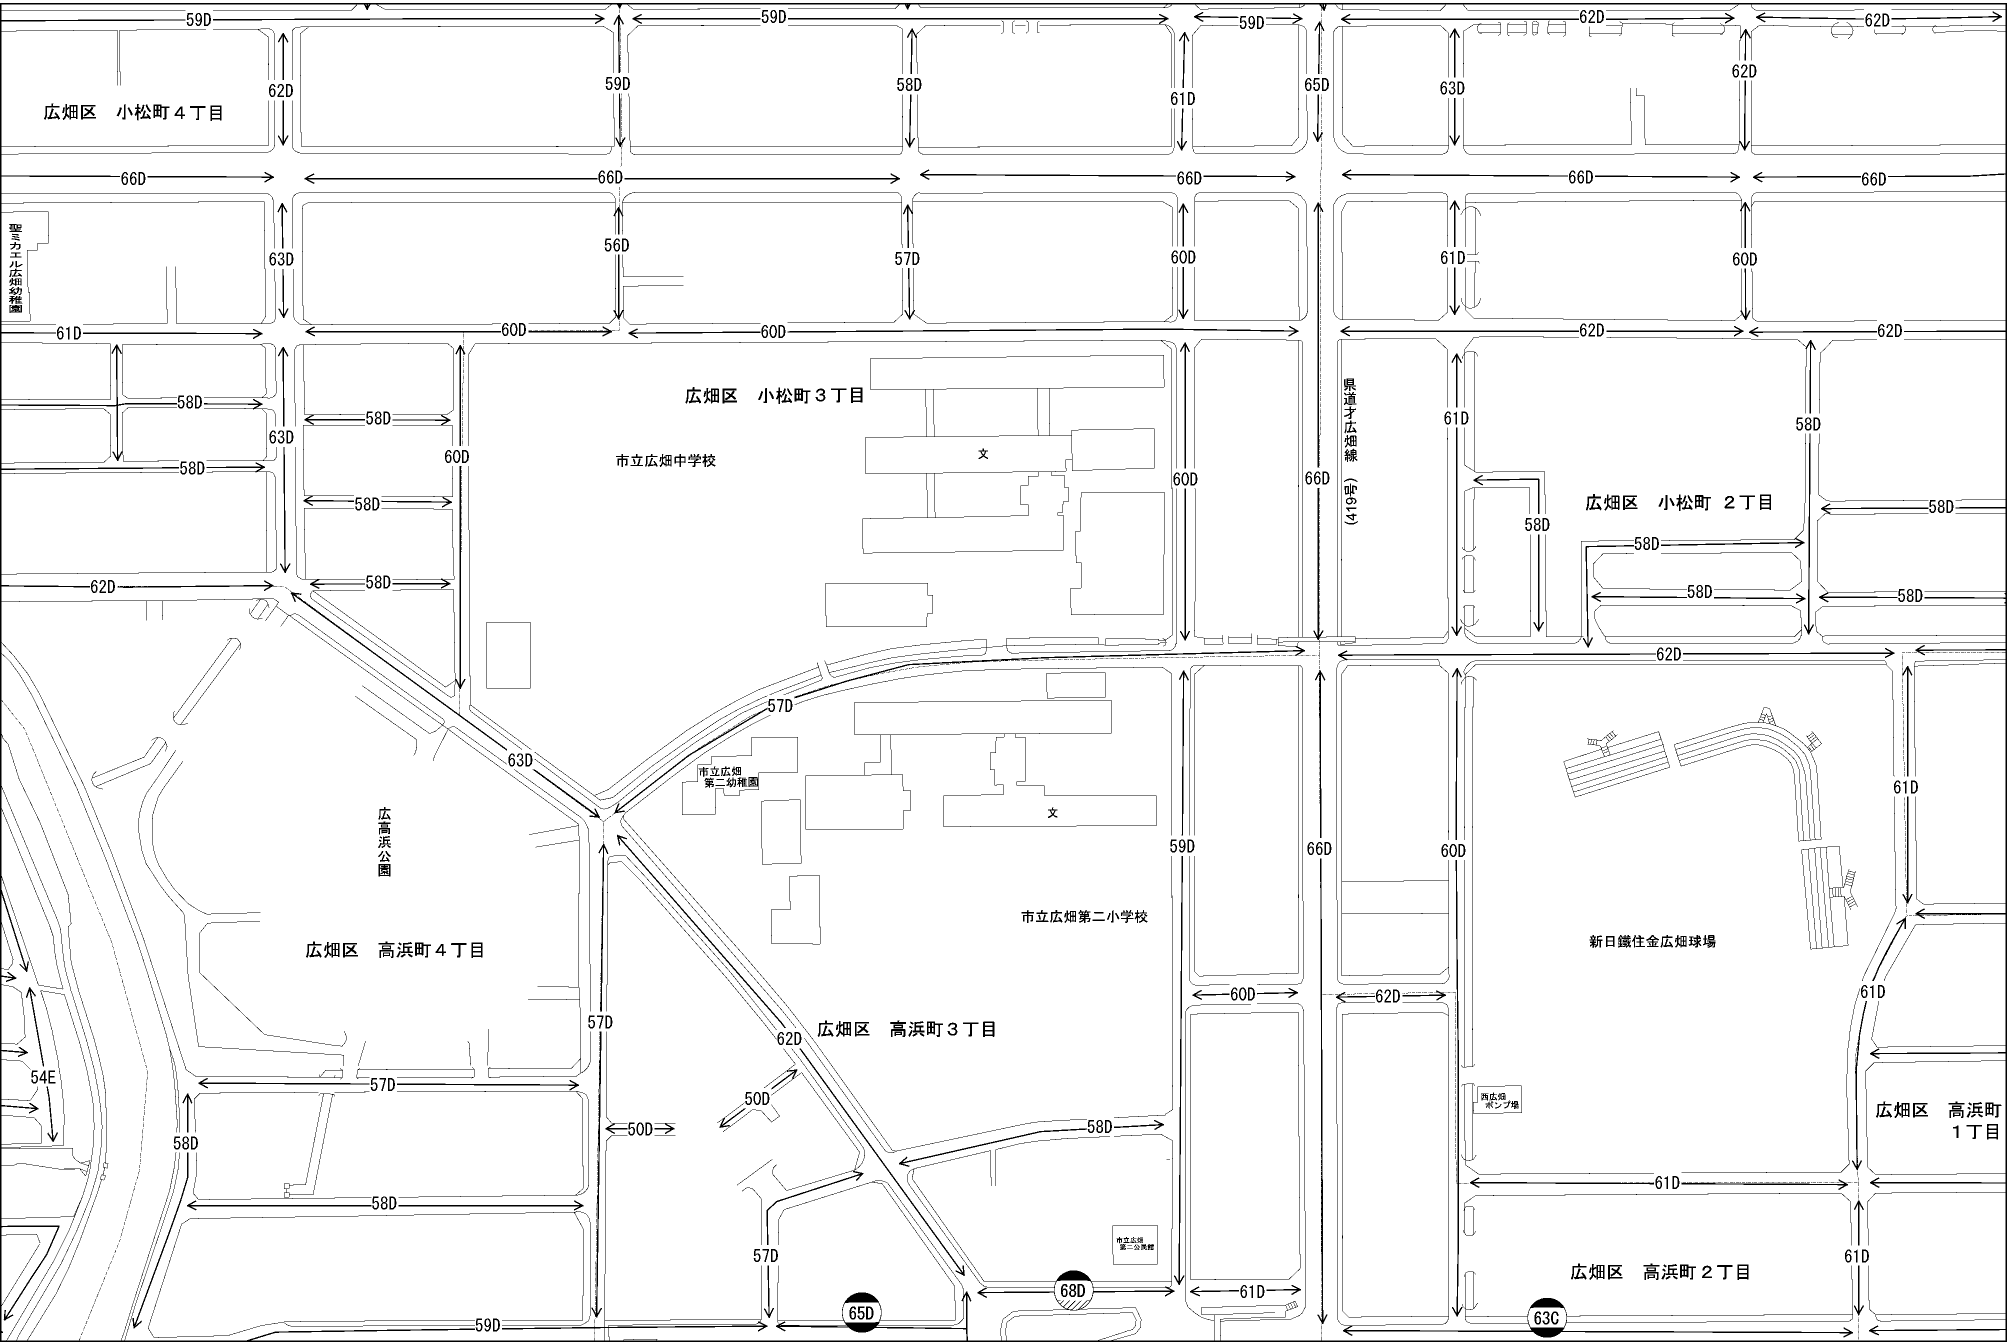 59D
59D
59D
62D
62D
62D
59D
58D
61D
65D
63D
62D
広畑区 小松町4丁目
66D
66D
66D
66D
66D
聖ミカエル広畑幼稚園
63D
56D
57D
60D
61D
60D
61D
60D
60D
62D
62D
58D
58D
広畑区 小松町3丁目
県道才広畑線 (419号)
61D
58D
63D
60D
市立広畑中学校
文
58D
60D
66D
58D
広畑区 小松町 2丁目
58D
58D
58D
62D
58D
58D
58D
62D
57D
63D
市立広畑
第二幼稚園
61D
広高浜公園
文
59D
66D
60D
市立広畑第二小学校
新日鐵住金広畑球場
広畑区 高浜町4丁目
60D
62D
61D
57D
62D
広畑区 高浜町3丁目
54E
57D
50D
西広畑
ポンプ場
広畑区 高浜町
1丁目
58D
50D
58D
61D
58D
57D
市立広畑
第二公民館
61D
広畑区 高浜町2丁目
68D
61D
65D
63C
59D